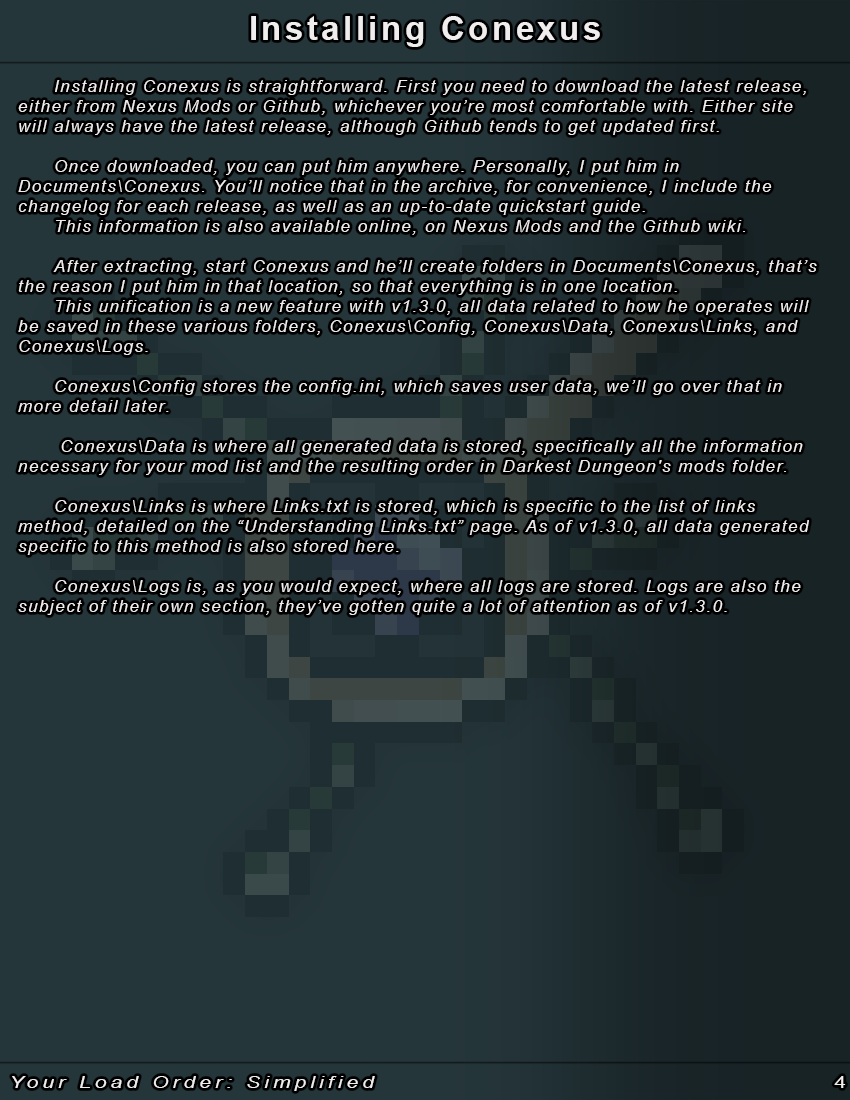 Installing Conexus
Installing Conexus is straightforward. First you need to download the latest release,
either from Nexus Mods or Github, whichever you’re most comfortable with. Either site
will always have the latest release, although Github tends to get updated first.
Once downloaded, you can put him anywhere. Personally, I put him in
Documents\Conexus. You’ll notice that in the archive, for convenience, I include the
changelog for each release, as well as an up-to-date quickstart guide.
This information is also available online, on Nexus Mods and the Github wiki.
After extracting, start Conexus and he’ll create folders in Documents\Conexus, that’s
the reason I put him in that location, so that everything is in one location.
This unification is a new feature with v1.3.0, all data related to how he operates will
be saved in these various folders, Conexus\Config, Conexus\Data, Conexus\Links, and
Conexus\Logs.
Conexus\Config stores the config.ini, which saves user data, we’ll go over that in
more detail later.
Conexus\Data is where all generated data is stored, specifically all the information
necessary for your mod list and the resulting order in Darkest Dungeon's mods folder.
Conexus\Links is where Links.txt is stored, which is specific to the list of links
method, detailed on the “Understanding Links.txt” page. As of v1.3.0, all data generated
specific to this method is also stored here.
Conexus\Logs is, as you would expect, where all logs are stored. Logs are also the
subject of their own section, they’ve gotten quite a lot of attention as of v1.3.0.
Your Load Order: Simplified
4